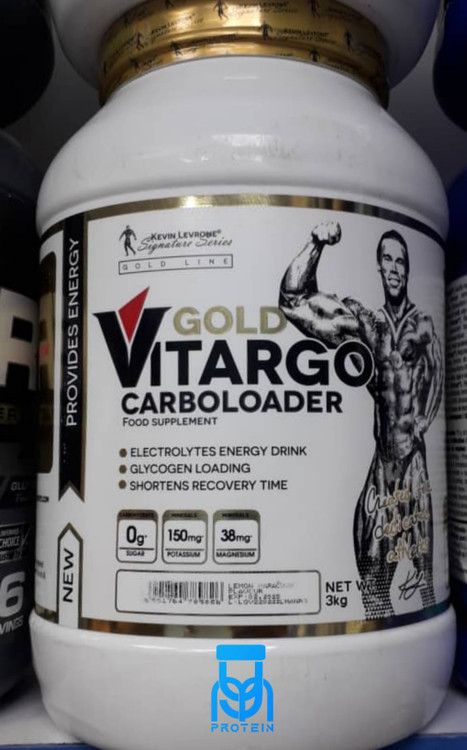 KEVIN LEVRONE®
Signature Series
GOLD LINE
PROVIDES ENERGY
GOLD
VITARGO
CARBOLOADER
FOOD SUPPLEMENT
ELECTROLYTES ENERGY DRINK
GLYCOGEN LOADING
SHORTENS RECOVERY TIME
MINERALS
MINERALS
0g*
150mg*
38mg*
SUGAR
POTASSIUM
MAGNESIUM
NEW
LEMON
FLAVOUR
NET
3kg
PROTEIN